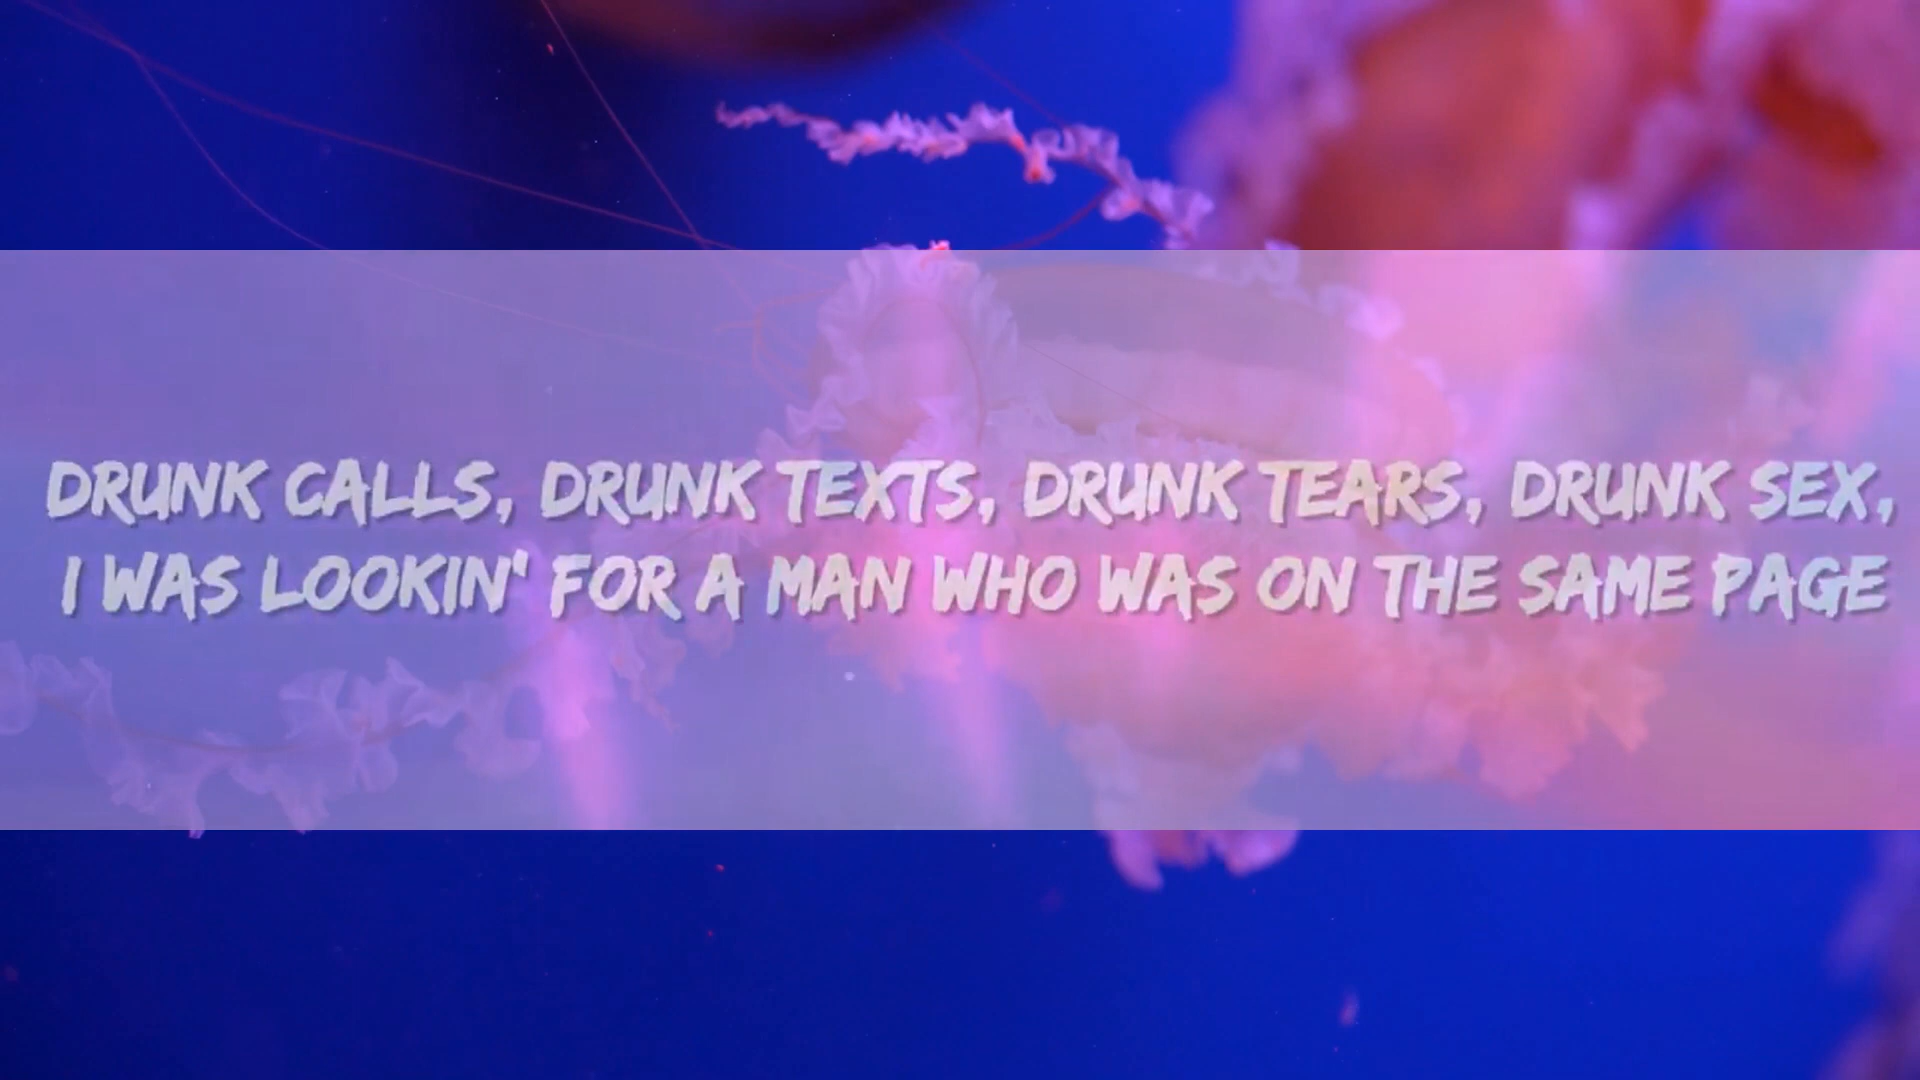 DRUNK CALLS, DRUNK TEXTS, DRUNK TEARS, DRUNK SEX,
I WAS LOOKIN' FOR A MAN WHO WAS ON THE SAME PAGE